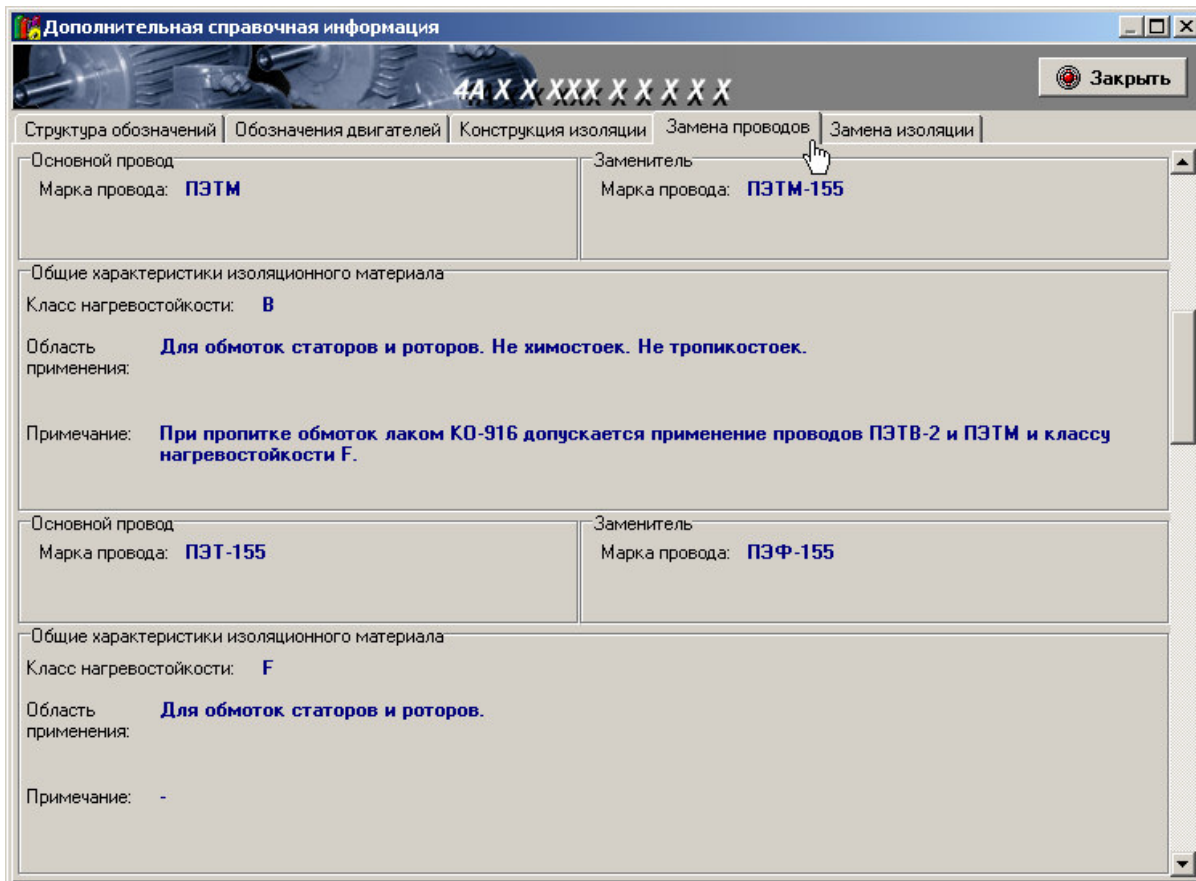 Дополнительная справочная информация
4А Х Х ХХХ Х Х Х Х Х
Закрыть
Структура обозначений Обозначения двигателей Конструкция изоляции Замена проводов Замена изоляции
Основной провод Заменитель
Марка провода: ПЭТМ Марка провода: ПЭТМ-155
Общие характеристики изоляционного материала
Класс нагревостойкости: В
Область применения: Для обмоток статоров и роторов. Не химостоек. Не тропикостоек.
Примечание: При пропитке обмоток лаком КО-916 допускается применение проводов ПЭТВ-2 и ПЭТМ и классу
нагревостойкости F.
Основной провод Заменитель
Марка провода: ПЭТ-155 Марка провода: ПЭФ-155
Общие характеристики изоляционного материала
Класс нагревостойкости: F
Область применения: Для обмоток статоров и роторов.
Примечание: -